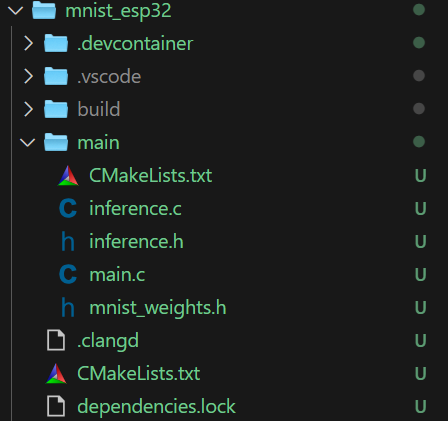 mnist_esp32
.devcontainer
.vscode
build
main
CMakeLists.txt U
C inference.c U
h inference.h U
C main.c U
h mnist_weights.h U
.clangd U
CMakeLists.txt U
dependencies.lock U